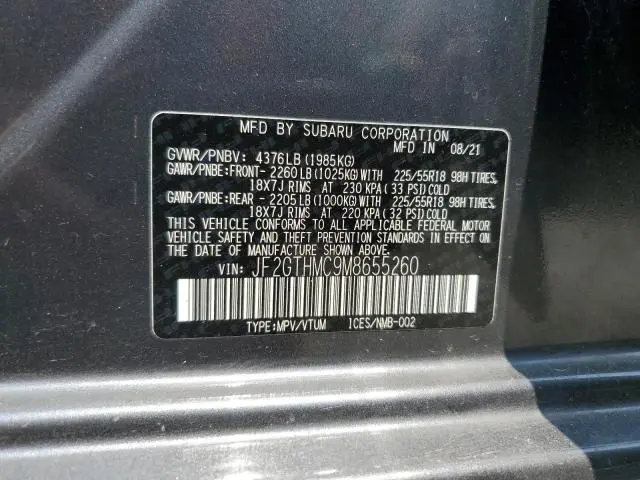 MFD BY SUBARU CORPORATION
MFD IN 08/21
GVWR/PNBV: 4376LB (1985KG)
GAWR/PNBE:FRONT- 2260LB (1025KG) AT 225/55R18 98H TIRES,
18X7J RIMS AT 230 KPA (33 PSI) COLD
GAWR/PNBE:REAR - 2205LB (1000KG) AT 225/55R18 98H TIRES,
18X7J RIMS AT 220 KPA (32 PSI) COLD
THIS VEHICLE CONFORMS TO ALL APPLICABLE FEDERAL MOTOR
VEHICLE SAFETY AND THEFT PREVENTION STANDARDS IN EFFECT ON
THE DATE OF MANUFACTURE SHOWN ABOVE.
VIN: JF2GTHMC9M8655260
TYPE:MPV/VTUM ICES/NMB-002